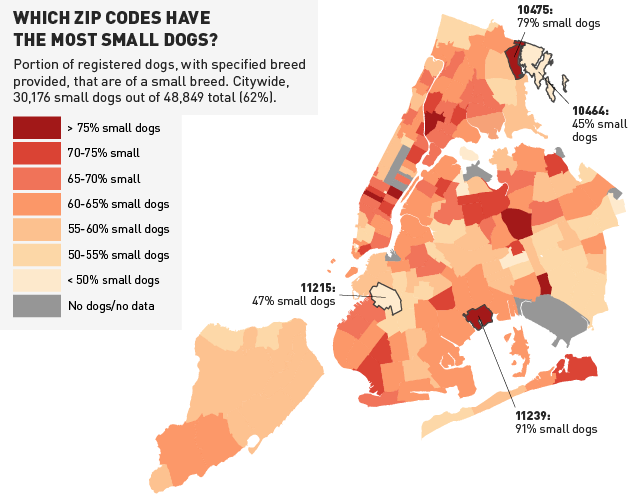 WHICH ZIP CODES HAVE
THE MOST SMALL DOGS?
Portion of registered dogs, with specified breed
provided, that are of a small breed. Citywide,
30,176 small dogs out of 48,849 total (62%).
> 75% small dogs
70-75% small
65-70% small
60-65% small dogs
55-60% small dogs
50-55% small dogs
< 50% small dogs
No dogs/no data
10475:
79% small dogs
10464:
45% small
dogs
11215:
47% small dogs
11239:
91% small dogs